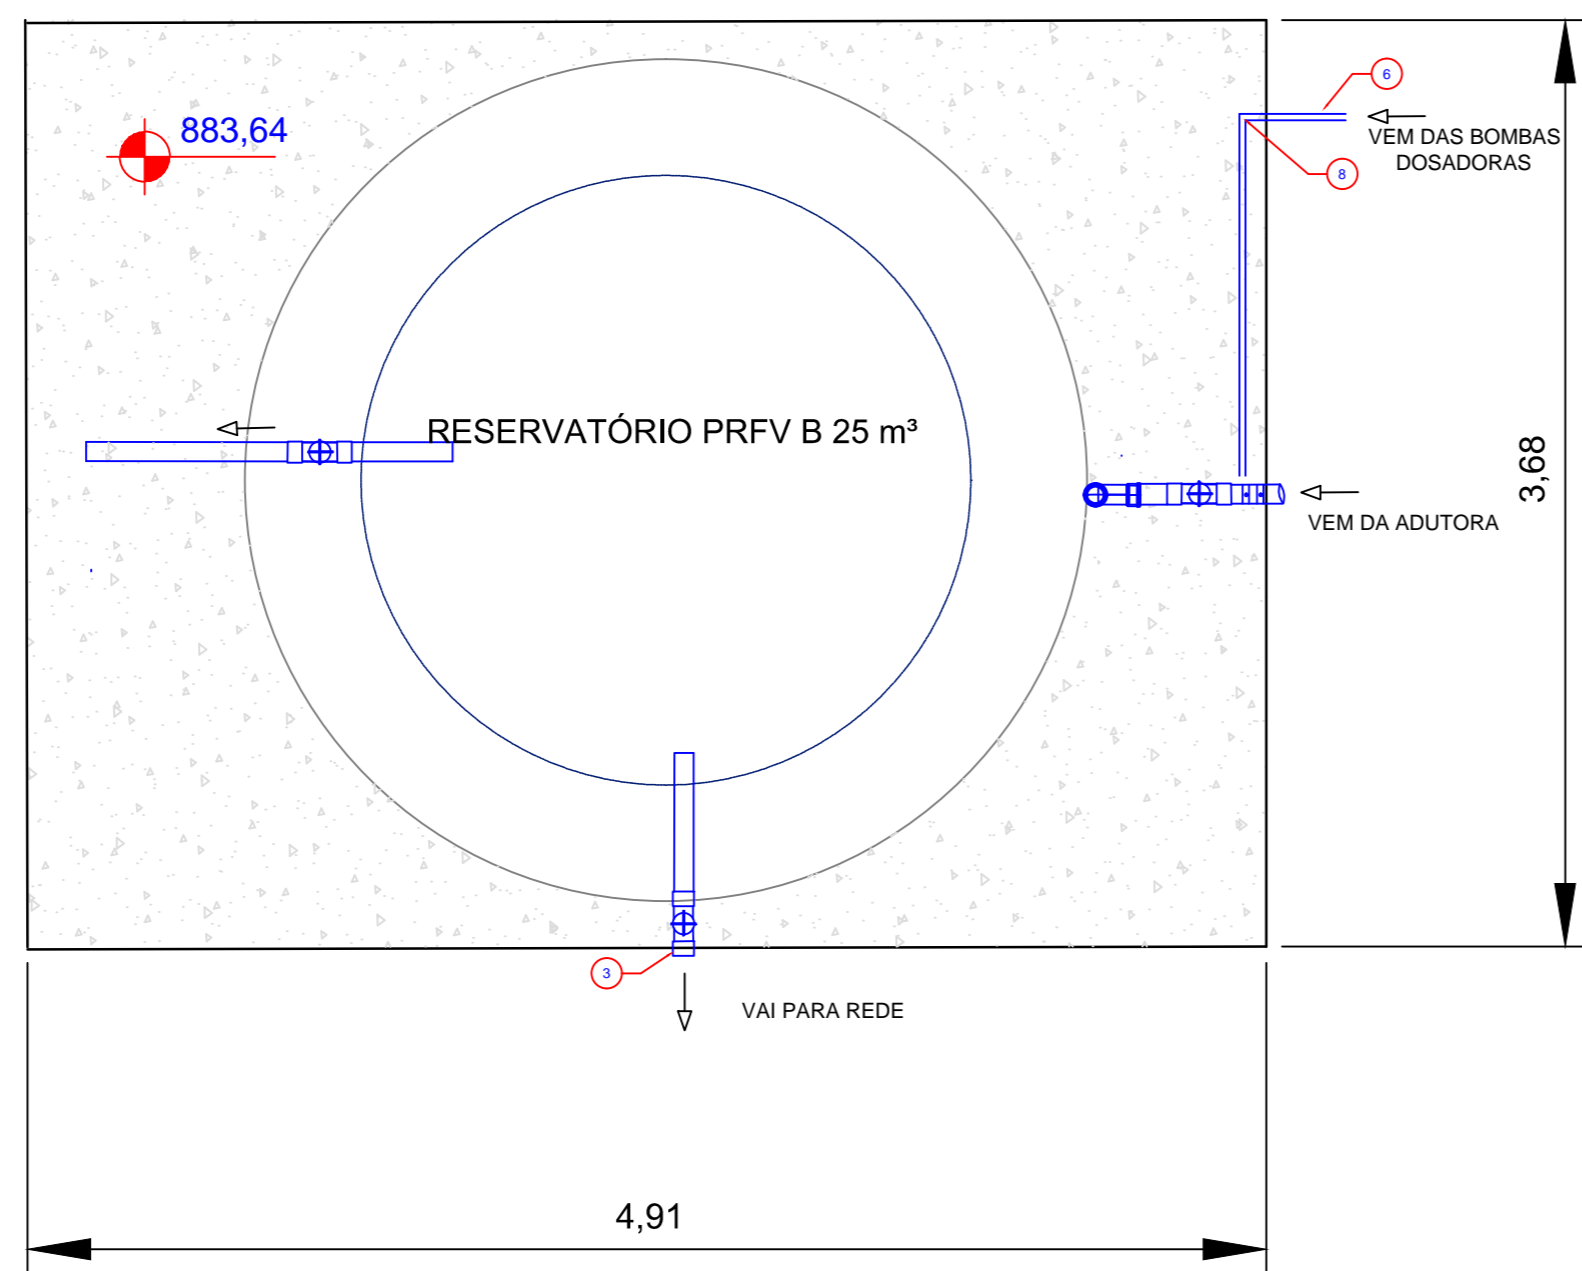 883,64
6
VEM DAS BOMBAS
DOSADORAS
8
RESERVATÓRIO PRFV B 25 m³
3,68
VEM DA ADUTORA
3
VAI PARA REDE
4,91